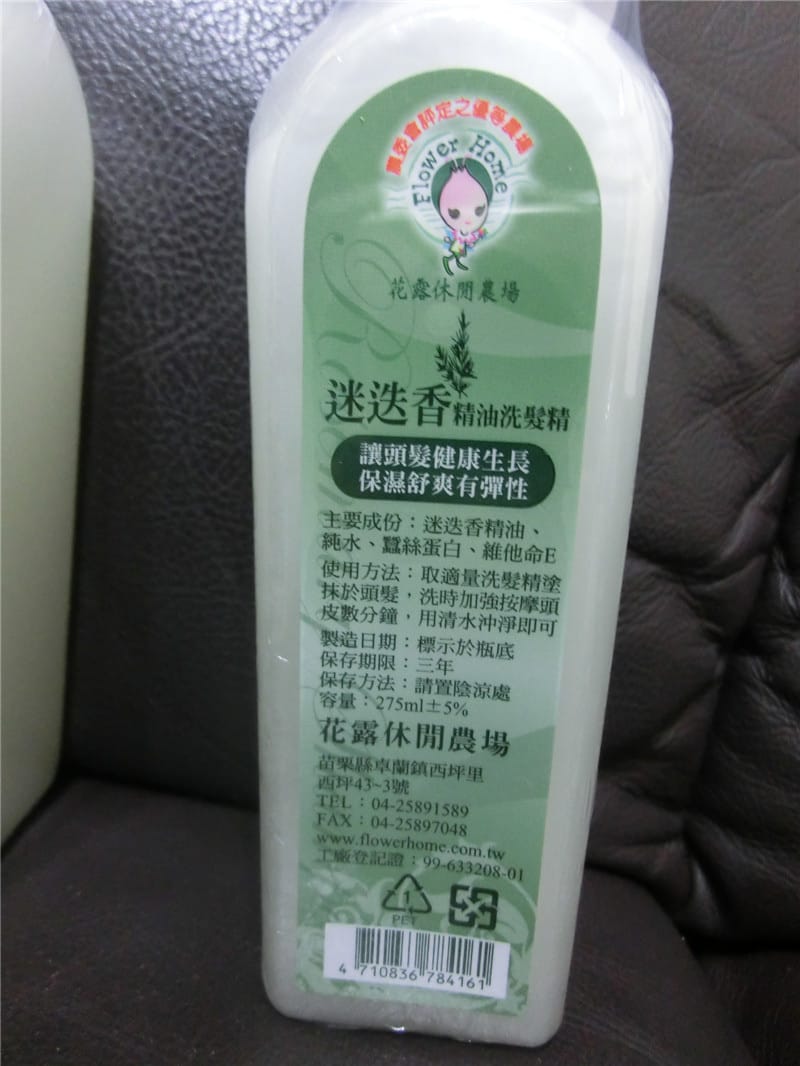 農委會評定之優等農場
Flower Home
花露休閒農場
迷迭香精油洗髮精
讓頭髮健康生長
保濕舒爽有彈性
主要成份：迷迭香精油、
純水、蠶絲蛋白、維他命E
使用方法：取適量洗髮精塗
抹於頭髮，洗時加強按摩頭
皮數分鐘，用清水沖淨即可
製造日期：標示於瓶底
保存期限：三年
保存方法：請置陰涼處
容量：275ml±5%
花露休閒農場
苗栗縣卓蘭鎮西坪里
西坪43~3號
TEL：04-25891589
FAX：04-25897048
www.flowerhome.com.tw
工廠登記證：99-633208-01
1
PET
4 710836 784161